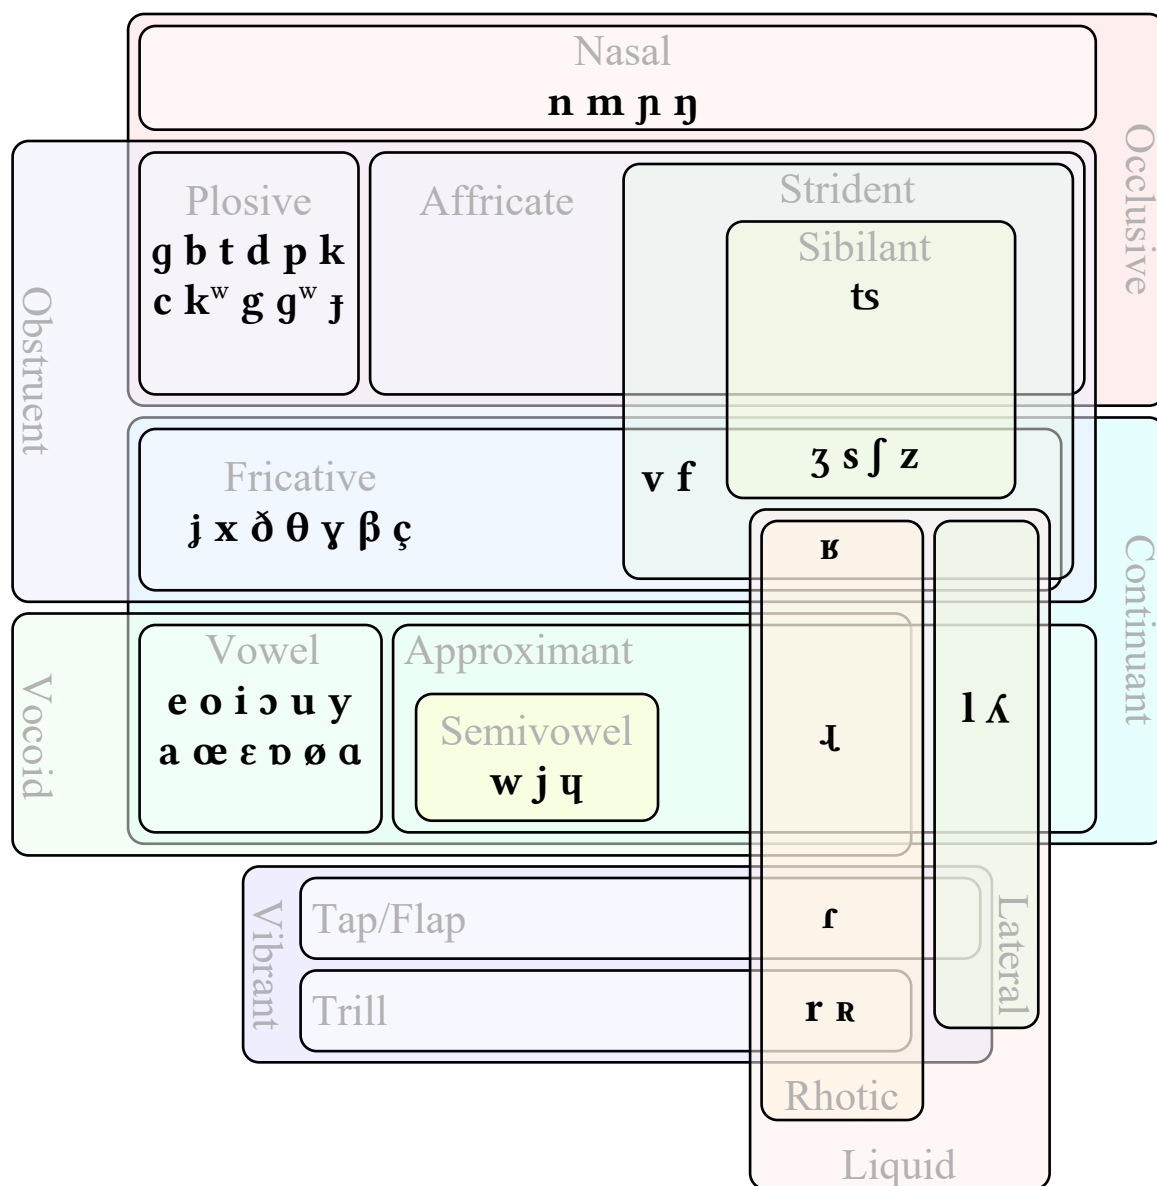 Nasal
n m ɲ ŋ
Occlusive
Obstruent
Plosive
ɡ b t d p k
c kʷ g ɡʷ ɟ
Affricate
Strident
Sibilant
ʦ
ʒ s ʃ z
v f
Fricative
ʝ x ð θ ɣ β ç
Continuant
ʁ
Vocoid
Vowel
e o i ɔ u y
a œ ɛ ɒ ø ɑ
Approximant
Semivowel
w j ɥ
ɻ
l ʎ
Vibrant
Tap/Flap
ɾ
Trill
r ʀ
Lateral
Rhotic
Liquid